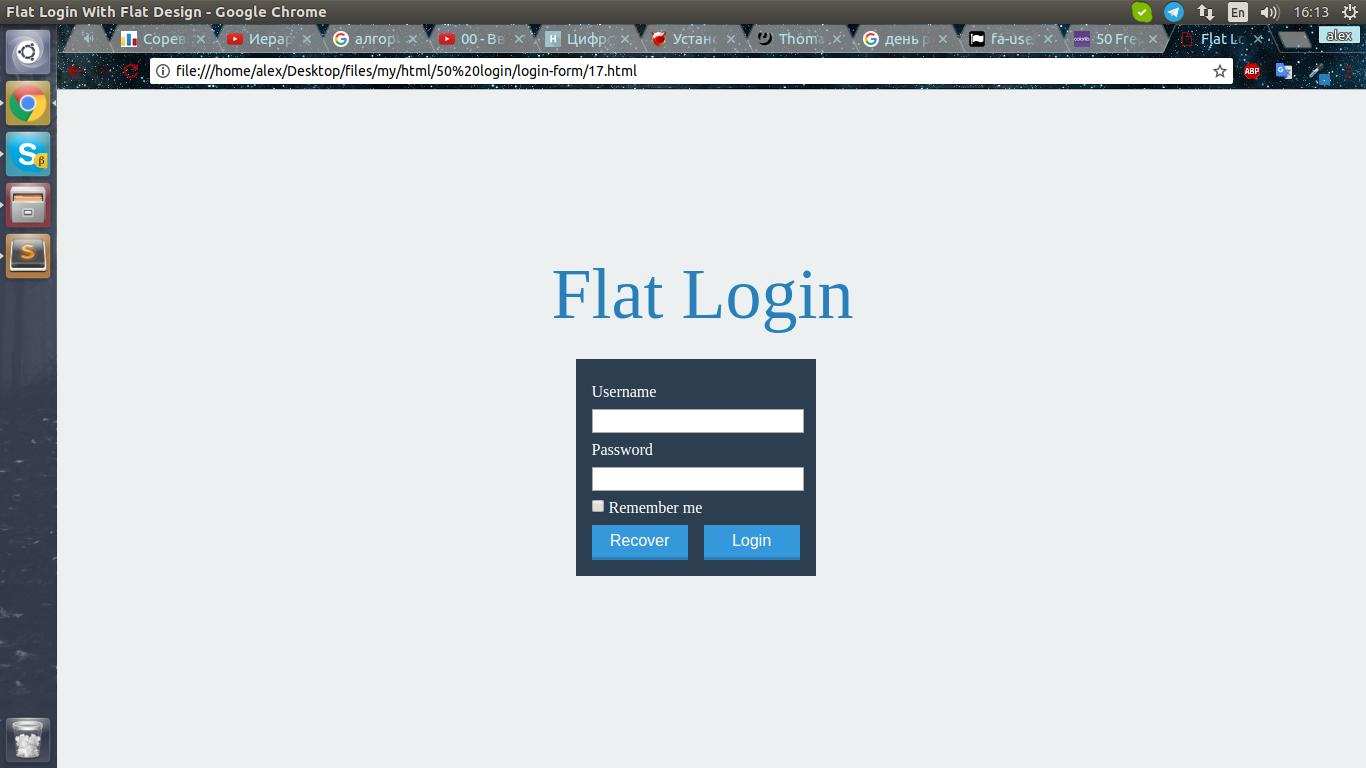 Flat Login With Flat Design - Google Chrome
En
16:13
Сорев
Иерар
алгор
00 - Вв
Цифро
Устано
Thoma
день р
fa-use
50 Fre
Flat Lo
alex
file:///home/alex/Desktop/files/my/html/50%20login/login-form/17.html
ABP
Flat Login
Username
Password
Remember me
Recover
Login